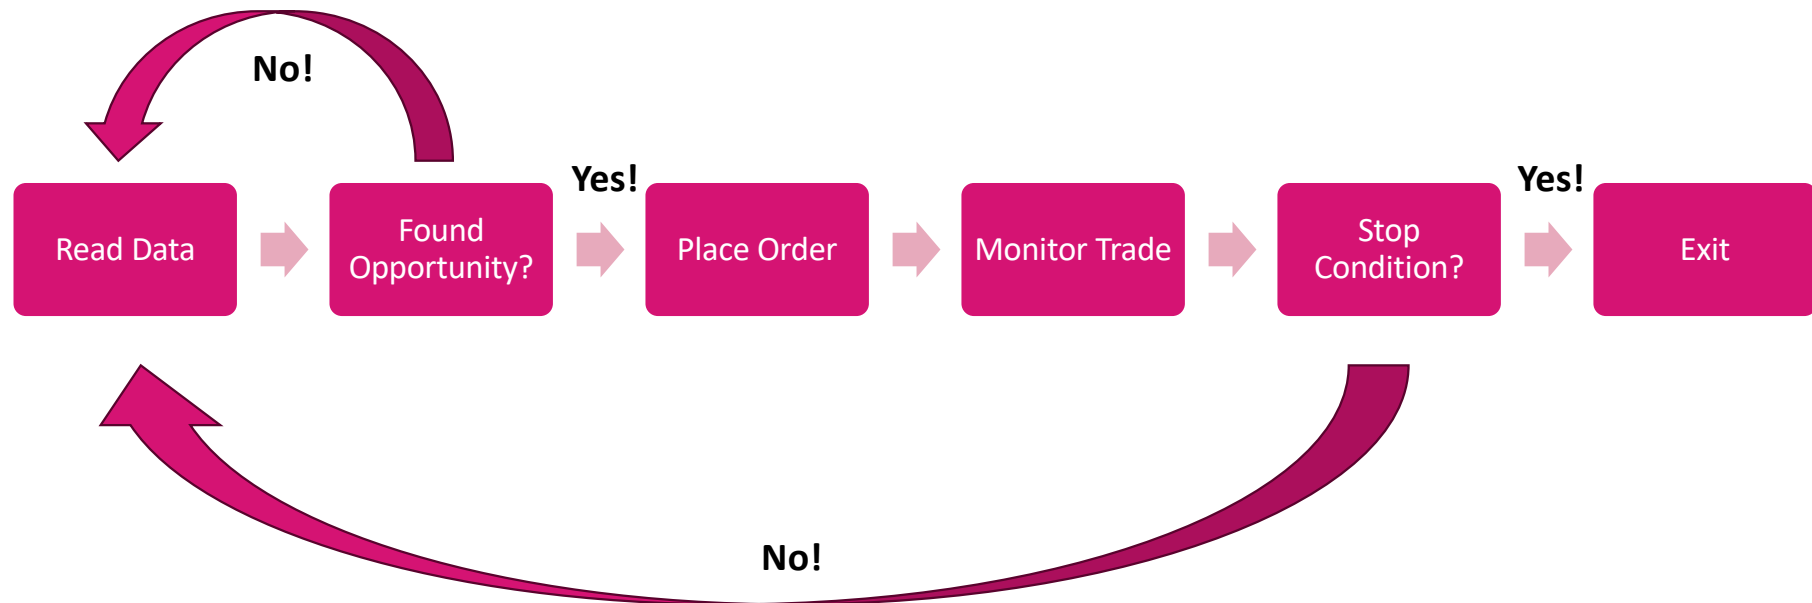 No!
Yes!
Yes!
Read Data
Found
Opportunity?
Place Order
Monitor Trade
Stop
Condition?
Exit
No!